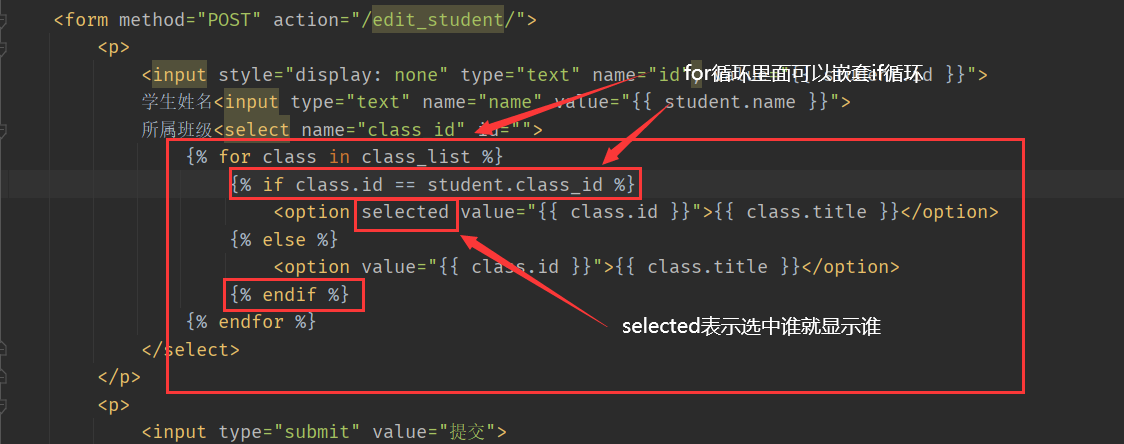 <form method="POST" action="/edit_student/">
<p>
<input style="display: none" type="text" name="id" id }}">
for循环里面可以嵌套if循环
学生姓名<input type="text" name="name" value="{{ student.name }}">
所属班级<select name="class_id" id="">
{% for class in class_list %}
{% if class.id == student.class_id %}
<option selected value="{{ class.id }}">{{ class.title }}</option>
{% else %}
<option value="{{ class.id }}">{{ class.title }}</option>
{% endif %}
{% endfor %}
selected表示选中谁就显示谁
</select>
</p>
<p>
<input type="submit" value="提交">